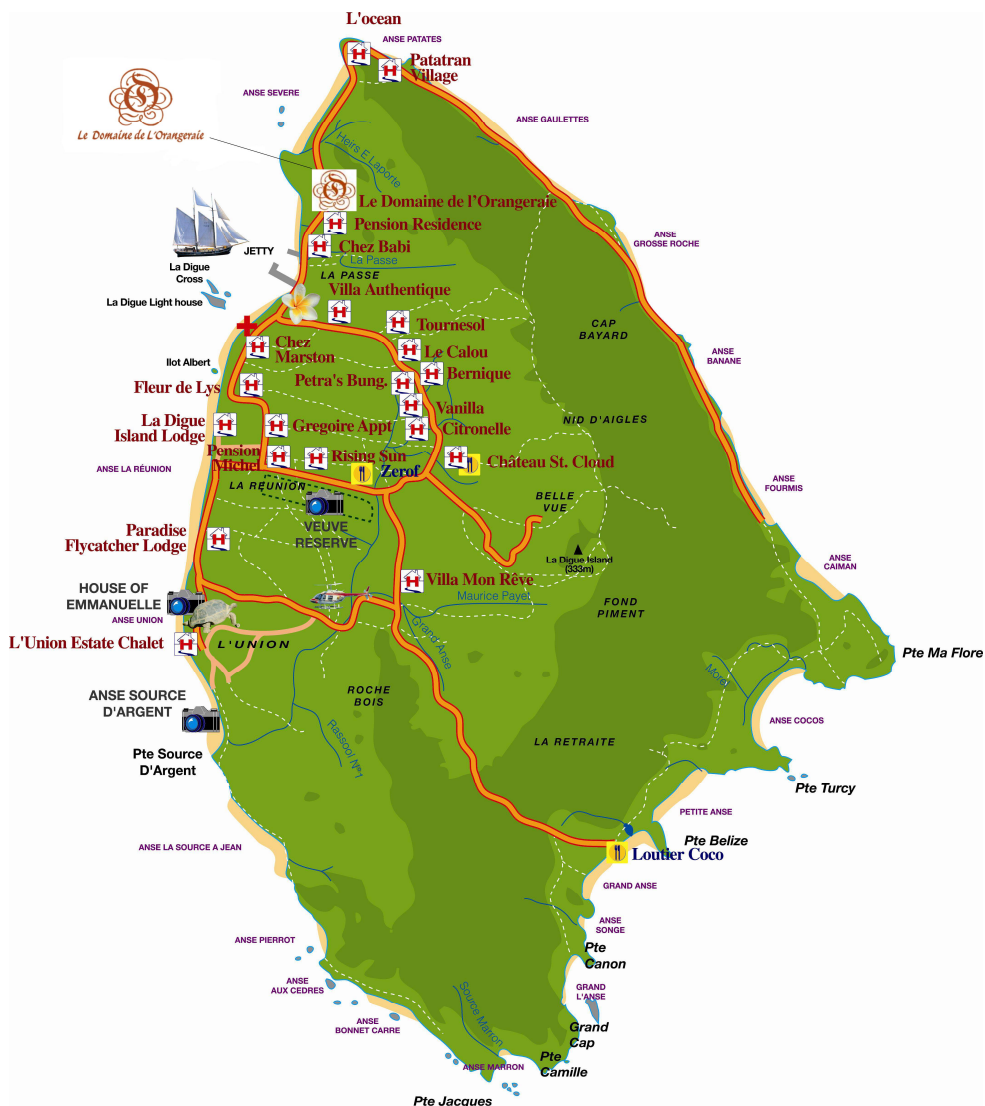 L'ocean
ANSE PATATES
Patatran
Village
ANSE SEVERE
ANSE GAULETTES
Le Domaine de L'Orangeraie
Heirs E Laporte
Le Domaine de l'Orangeraie
Pension Residence
ANSE
GROSSE ROCHE
Chez Babi
JETTY
La Passe
La Digue
Cross
LA PASSE
Villa Authentique
La Digue Light house
Tournesol
CAP
BAYARD
Chez
Marston
Le Calou
ANSE
BANANE
Ilot Albert
Bernique
Petra's Bung.
Fleur de Lys
Vanilla
NID D'AIGLES
La Digue
Island Lodge
Gregoire Appt
Citronelle
Pension
Michel
Rising Sun
Château St. Cloud
ANSE LA RÉUNION
Zerof
LA REUNION
ANSE
FOURMIS
BELLE
VUE
VEUVE
RESERVE
Paradise
Flycatcher Lodge
La Digue Island
(333m)
ANSE
CAIMAN
Villa Mon Rêve
HOUSE OF
EMMANUELLE
Maurice Payet
FOND
PIMENT
ANSE UNION
Grand Anse
L'Union Estate Chalet
L'UNION
Pte Ma Flore
Moret
ANSE SOURCE
D'ARGENT
ROCHE
BOIS
ANSE COCOS
Rassool Nº1
LA RETRAITE
Pte Source
D'Argent
Pte Turcy
PETITE ANSE
Pte Belize
ANSE LA SOURCE A JEAN
Loutier Coco
GRAND ANSE
ANSE
SONGE
ANSE PIERROT
Pte
Canon
ANSE
AUX CEDRES
GRAND
L'ANSE
Source Marron
ANSE
BONNET CARRE
Grand
Cap
Pte
Camille
ANSE MARRON
Pte Jacques